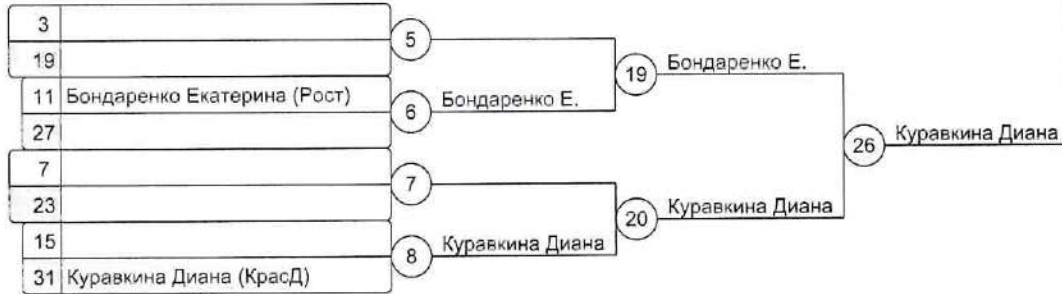 3
5
19
19
Бондаренко Е.
11 Бондаренко Екатерина (Рост)
6
Бондаренко Е.
27
26
Куравкина Диана
7
7
23
20
Куравкина Диана
15
8
Куравкина Диана
31 Куравкина Диана (КрасД)